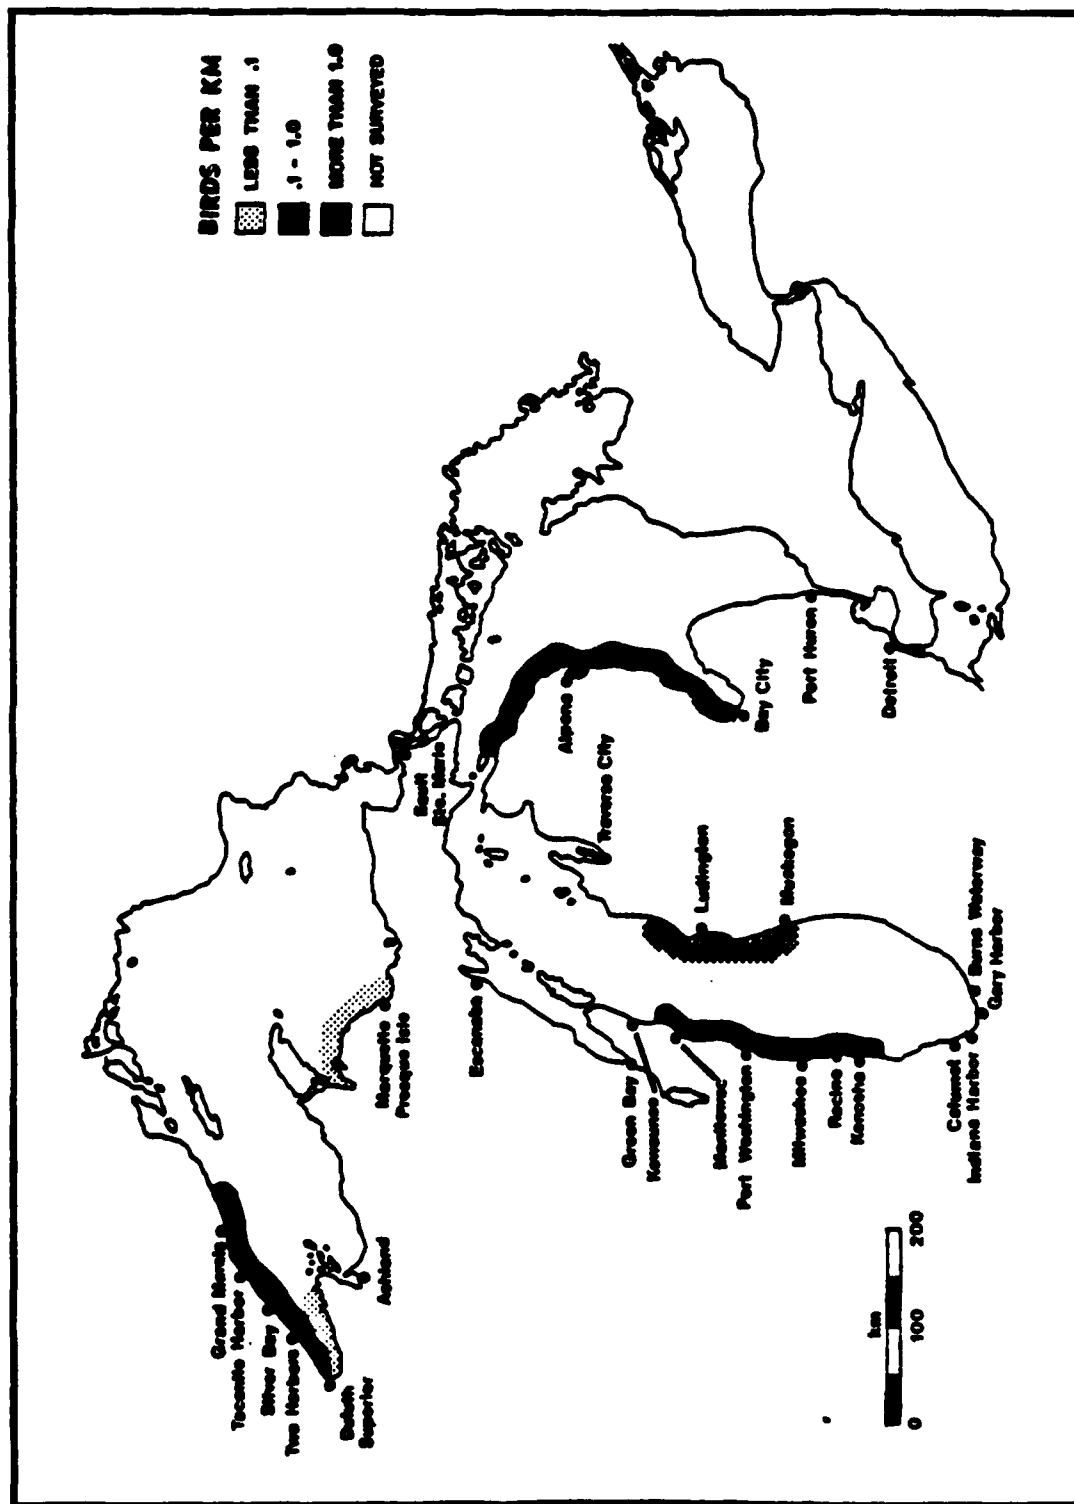 BIRDS PER KM
LESS THAN .1
.1 - 1.0
MORE THAN 1.0
NOT SURVEYED
Grand Marais
Taconite Harbor
Silver Bay
Two Harbors
Duluth
Superior
Ashland
Marquette
Presque Isle
Sault
Ste. Marie
Escanaba
Green Bay
Kewaunee
Manitowoc
Port Washington
Milwaukee
Racine
Kenosha
Calumet
Indiana Harbor
Gary Harbor
Burns Waterway
Muskegon
Ludington
Traverse City
Alpena
Bay City
Port Huron
Detroit
km
0 100 200